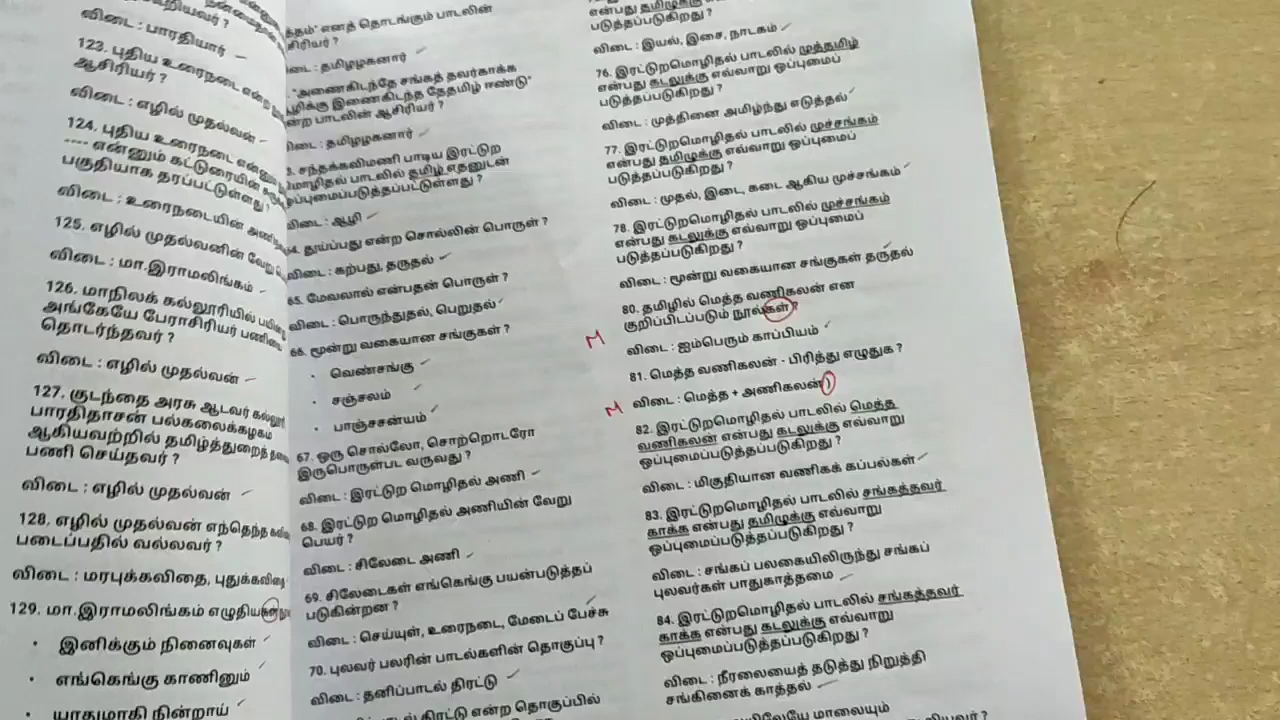 விடை : பாரதியார்
123. புதிய உரைநடை என்ற
ஆசிரியர் ?
விடை : எழில் முதல்வன்
124. புதிய உரைநடை என்னும்
---- என்னும் கட்டுரையின்
பகுதியாக தரப்பட்டுள்ளது ?
விடை : உரைநடையின்
125. எழில் முதல்வனின் வேறு
விடை : மா.இராமலிங்கம்
126. மாநிலக் கல்லூரியில்
அங்கேயே பேராசிரியர்
தொடர்ந்தவர் ?
விடை : எழில் முதல்வன்
127. குடந்தை அரசு ஆடவர்
பாரதிதாசன் பல்கலைக்கழகம்
ஆகியவற்றில் தமிழ்த்துறைத்
பணி செய்தவர் ?
விடை : எழில் முதல்வன்
128. எழில் முதல்வன் எந்தெந்த
படைப்பதில் வல்லவர் ?
விடை : மரபுக்கவிதை,
129. மா.இராமலிங்கம்
• இனிக்கும் நினைவுகள்
• எங்கெங்கு காணினும்
• யாதுமாகி நின்றாய்
எனத் தொடங்கும் பாடலின்
தமிழழகனார்
"அணைகிடந்தே சங்கத் தவர்காக்க
இணைகிடந்த தேதமிழ் ஈண்டு"
பாடலின் ஆசிரியர் ?
தமிழழகனார்
சந்தக்கவிமணி பாடிய இரட்டுற
மொழிதல் பாடலில் தமிழ் எதனுடன்
விடை : ஆழி
துய்ப்பது என்ற சொல்லின் பொருள் ?
விடை : கற்பது, தருதல்
65. மேவலால் என்பதன் பொருள் ?
விடை : பொருந்துதல், பெறுதல்
66. மூன்று வகையான சங்குகள் ?
• வெண்சங்கு
• சஞ்சலம்
• பாஞ்சசன்யம்
67. ஒரு சொல்லோ, சொற்றொடரோ
இருபொருள்பட வருவது ?
விடை : இரட்டுற மொழிதல் அணி
68. இரட்டுற மொழிதல் அணியின் வேறு
பெயர் ?
விடை : சிலேடை அணி
69. சிலேடைகள் எங்கெங்கு பயன்படுத்தப்
படுகின்றன ?
விடை : செய்யுள், உரைநடை, மேடைப் பேச்சு
70. புலவர் பலரின் பாடல்களின் தொகுப்பு ?
விடை : தனிப்பாடல் திரட்டு
திரட்டு என்ற தொகுப்பில்
என்பது தமிழுக்கு எவ்வாறு ஒப்புமைப்
படுத்தப்படுகிறது ?
விடை : இயல், இசை, நாடகம்
76. இரட்டுறமொழிதல் பாடலில் முத்தமிழ்
என்பது கடலுக்கு எவ்வாறு ஒப்புமைப்
படுத்தப்படுகிறது ?
விடை : முத்தினை அமிழ்ந்து எடுத்தல்
77. இரட்டுறமொழிதல் பாடலில் முச்சங்கம்
என்பது தமிழுக்கு எவ்வாறு ஒப்புமைப்
படுத்தப்படுகிறது ?
விடை : முதல், இடை, கடை ஆகிய முச்சங்கம்
78. இரட்டுறமொழிதல் பாடலில் முச்சங்கம்
என்பது கடலுக்கு எவ்வாறு ஒப்புமைப்
படுத்தப்படுகிறது ?
விடை : மூன்று வகையான சங்குகள் தருதல்
80. தமிழில் மெத்த வணிகலன் என
குறிப்பிடப்படும் நூல்கள் ?
M
விடை : ஐம்பெரும் காப்பியம்
81. மெத்த வணிகலன் - பிரித்து எழுதுக ?
M
விடை : மெத்த + அணிகலன்)
82. இரட்டுறமொழிதல் பாடலில் மெத்த
வணிகலன் என்பது கடலுக்கு எவ்வாறு
ஒப்புமைப்படுத்தப்படுகிறது ?
விடை : மிகுதியான வணிகக் கப்பல்கள்
83. இரட்டுறமொழிதல் பாடலில் சங்கத்தவர்
காக்க என்பது தமிழுக்கு எவ்வாறு
ஒப்புமைப்படுத்தப்படுகிறது ?
விடை : சங்கப் பலகையிலிருந்து சங்கப்
புலவர்கள் பாதுகாத்தமை
84. இரட்டுறமொழிதல் பாடலில் சங்கத்தவர்
காக்க என்பது கடலுக்கு எவ்வாறு
ஒப்புமைப்படுத்தப்படுகிறது ?
விடை : நீரலையைத் தடுத்து நிறுத்தி
சங்கினைக் காத்தல்
மாலையும்